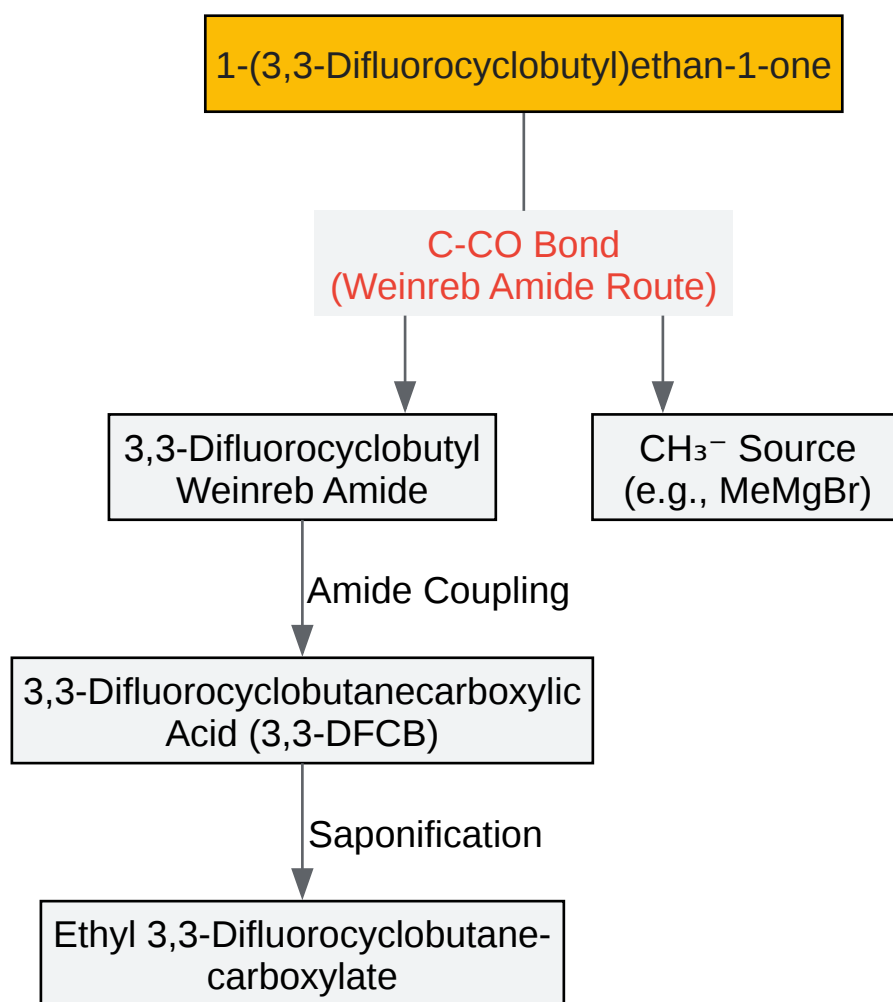 1-(3,3-Difluorocyclobutyl)ethan-1-one
C-CO Bond
(Weinreb Amide Route)
3,3-Difluorocyclobutyl
Weinreb Amide
CH₃⁻ Source
(e.g., MeMgBr)
Amide Coupling
3,3-Difluorocyclobutanecarboxylic
Acid (3,3-DFCB)
Saponification
Ethyl 3,3-Difluorocyclobutane-
carboxylate